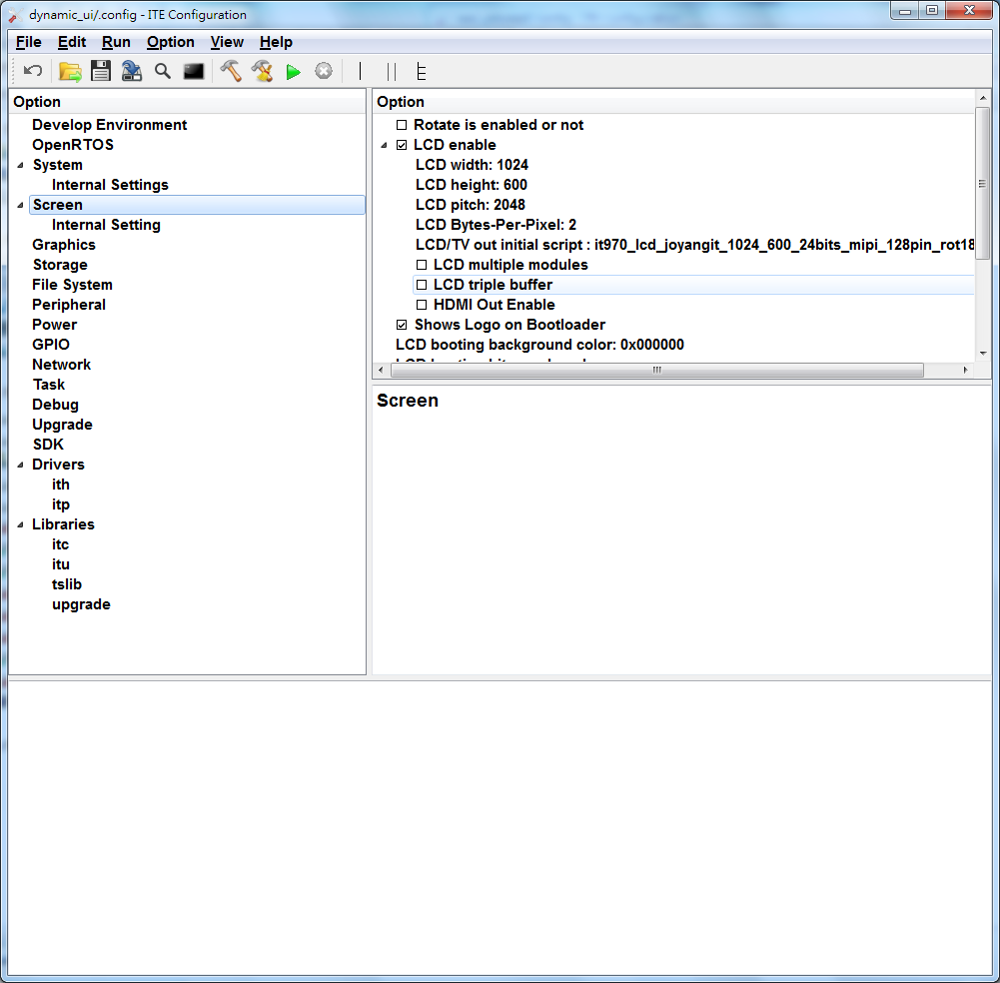 dynamic_ui/.config - ITE Configuration
File Edit Run Option View Help
Option
Develop Environment
OpenRTOS
System
Internal Settings
Screen
Internal Setting
Graphics
Storage
File System
Peripheral
Power
GPIO
Network
Task
Debug
Upgrade
SDK
Drivers
ith
itp
Libraries
itc
itu
tslib
upgrade
Option
Rotate is enabled or not
LCD enable
LCD width: 1024
LCD height: 600
LCD pitch: 2048
LCD Bytes-Per-Pixel: 2
LCD/TV out initial script : it970_lcd_joyangit_1024_600_24bits_mipi_128pin_rot18
LCD multiple modules
LCD triple buffer
HDMI Out Enable
Shows Logo on Bootloader
LCD booting background color: 0x000000
Screen